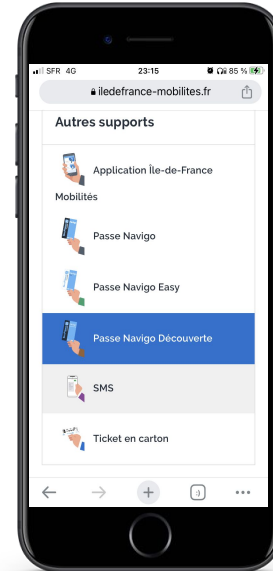 SFR 4G 23:15 85 %
iledefrance-mobilites.fr
Autres supports
Application Île-de-France
Mobilités
Passe Navigo
Passe Navigo Easy
Passe Navigo Découverte
SMS
Ticket en carton
:)